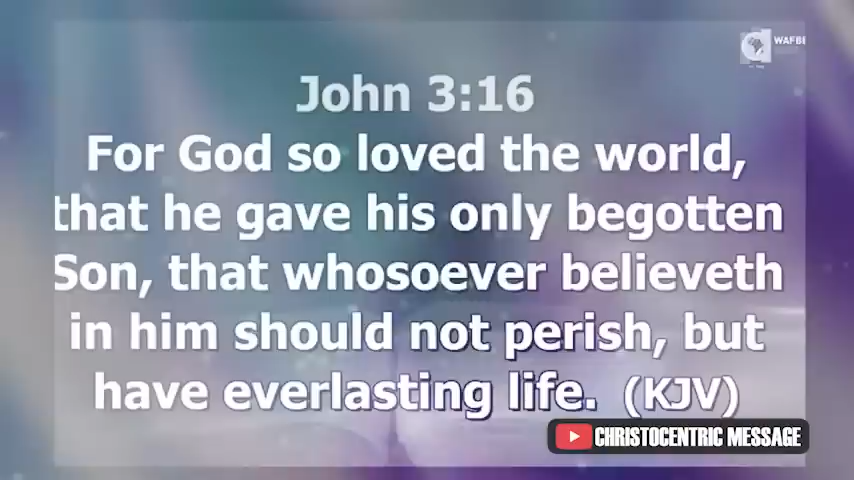 WAFBE
John 3:16
For God so loved the world,
that he gave his only begotten
Son, that whosoever believeth
in him should not perish, but
have everlasting life. (KJV)
CHRISTOCENTRIC MESSAGE